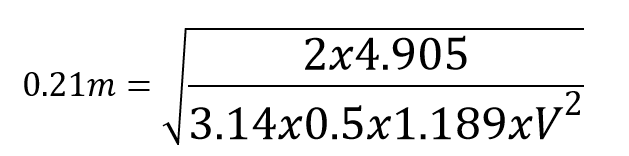 0.21m = √
2x4.905
3.14x0.5x1.189xV²